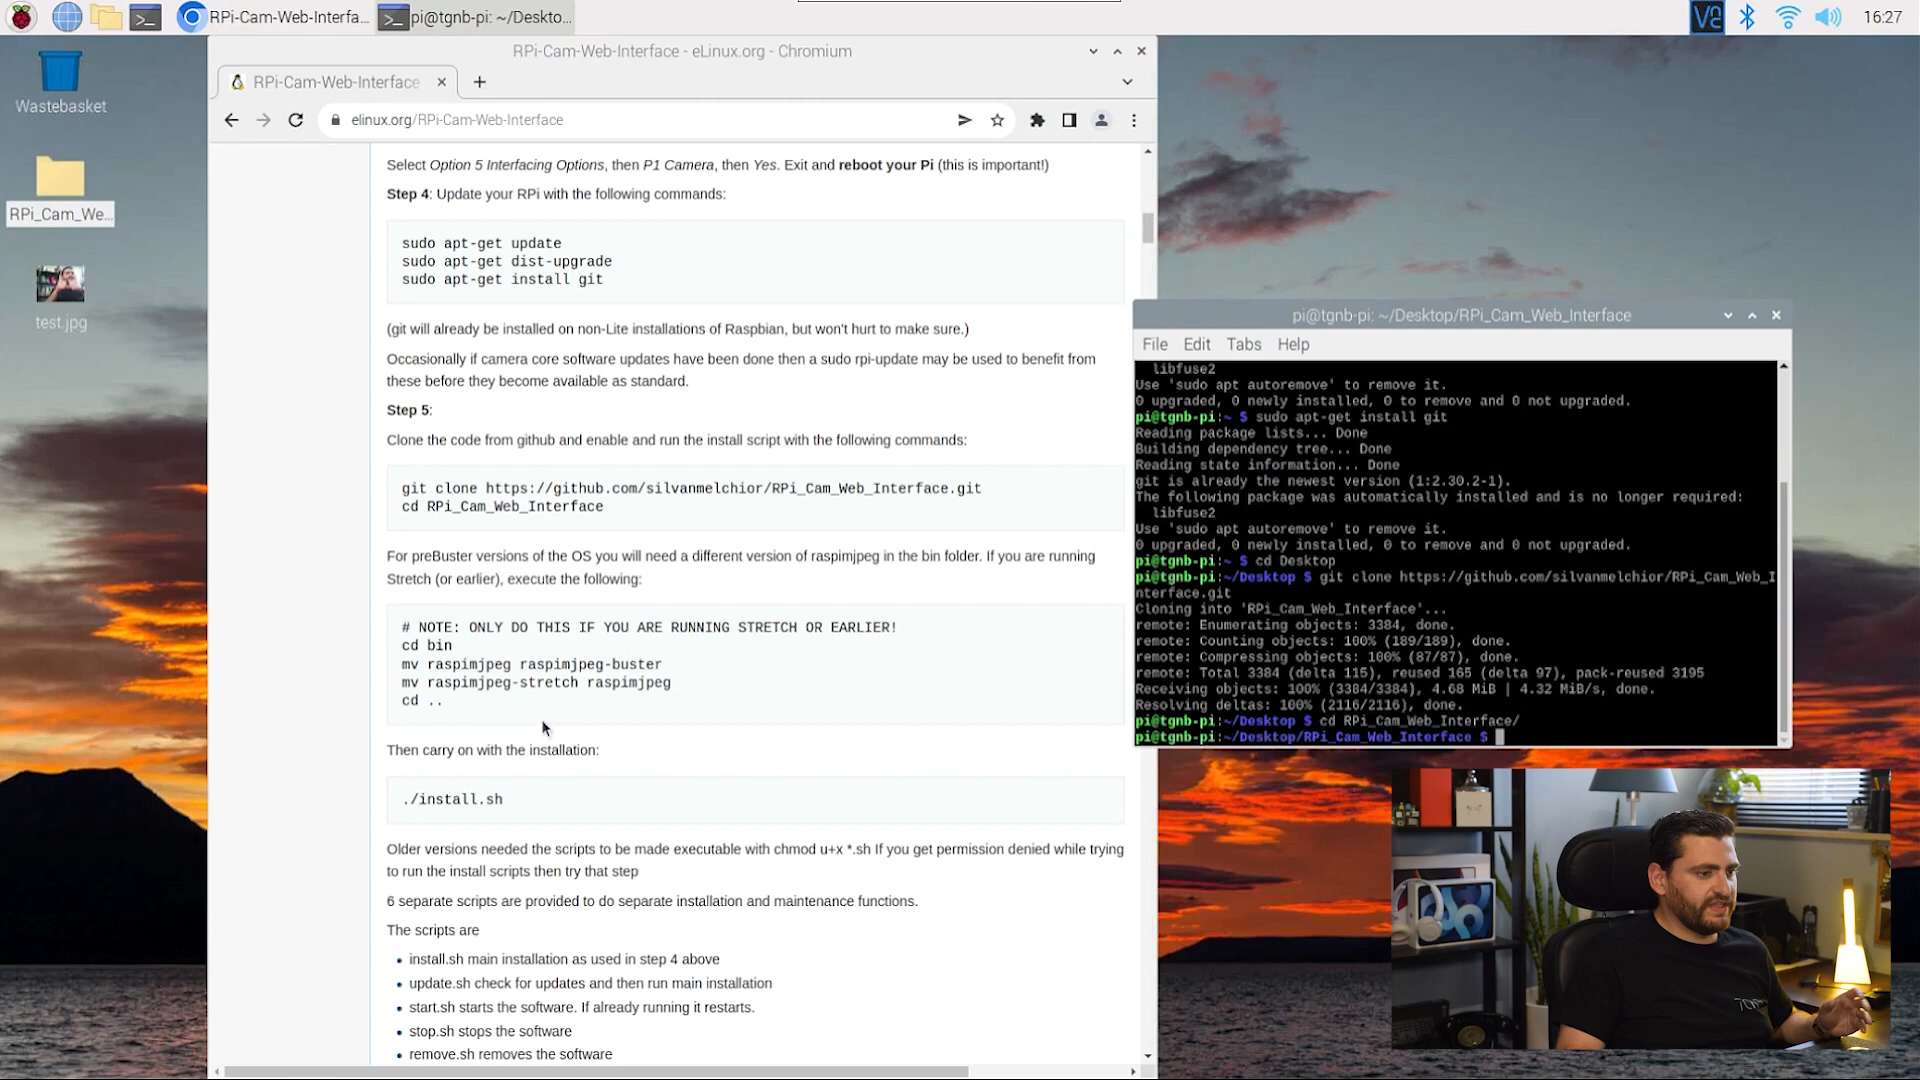 RPi-Cam-Web-Interfa...
pi@tgnb-pi: ~/Deskto...
16:27
Wastebasket
RPi_Cam_We...
test.jpg
RPi-Cam-Web-Interface - eLinux.org - Chromium
RPi-Cam-Web-Interface
elinux.org/RPi-Cam-Web-Interface
Select Option 5 Interfacing Options, then P1 Camera, then Yes. Exit and reboot your Pi (this is important!)
Step 4: Update your RPi with the following commands:
sudo apt-get update
sudo apt-get dist-upgrade
sudo apt-get install git
(git will already be installed on non-Lite installations of Raspbian, but won't hurt to make sure.)
Occasionally if camera core software updates have been done then a sudo rpi-update may be used to benefit from
these before they become available as standard.
Step 5:
Clone the code from github and enable and run the install script with the following commands:
git clone https://github.com/silvanmelchior/RPi_Cam_Web_Interface.git
cd RPi_Cam_Web_Interface
For preBuster versions of the OS you will need a different version of raspimjpeg in the bin folder. If you are running
Stretch (or earlier), execute the following:
# NOTE: ONLY DO THIS IF YOU ARE RUNNING STRETCH OR EARLIER!
cd bin
mv raspimjpeg raspimjpeg-buster
mv raspimjpeg-stretch raspimjpeg
cd ..
Then carry on with the installation:
./install.sh
Older versions needed the scripts to be made executable with chmod u+x *.sh If you get permission denied while trying
to run the install scripts then try that step
6 separate scripts are provided to do separate installation and maintenance functions.
The scripts are
install.sh main installation as used in step 4 above
update.sh check for updates and then run main installation
start.sh starts the software. If already running it restarts.
stop.sh stops the software
remove.sh removes the software
pi@tgnb-pi: ~/Desktop/RPi_Cam_Web_Interface
File Edit Tabs Help
libfuse2
Use 'sudo apt autoremove' to remove it.
0 upgraded, 0 newly installed, 0 to remove and 0 not upgraded.
pi@tgnb-pi:~ $ sudo apt-get install git
Reading package lists... Done
Building dependency tree... Done
Reading state information... Done
git is already the newest version (1:2.30.2-1).
The following package was automatically installed and is no longer required:
libfuse2
Use 'sudo apt autoremove' to remove it.
0 upgraded, 0 newly installed, 0 to remove and 0 not upgraded.
pi@tgnb-pi:~ $ cd Desktop
pi@tgnb-pi:~/Desktop $ git clone https://github.com/silvanmelchior/RPi_Cam_Web_I
nterface.git
Cloning into 'RPi_Cam_Web_Interface'...
remote: Enumerating objects: 3384, done.
remote: Counting objects: 100% (189/189), done.
remote: Compressing objects: 100% (87/87), done.
remote: Total 3384 (delta 115), reused 165 (delta 97), pack-reused 3195
Receiving objects: 100% (3384/3384), 4.68 MiB | 4.32 MiB/s, done.
Resolving deltas: 100% (2116/2116), done.
pi@tgnb-pi:~/Desktop $ cd RPi_Cam_Web_Interface/
pi@tgnb-pi:~/Desktop/RPi_Cam_Web_Interface $